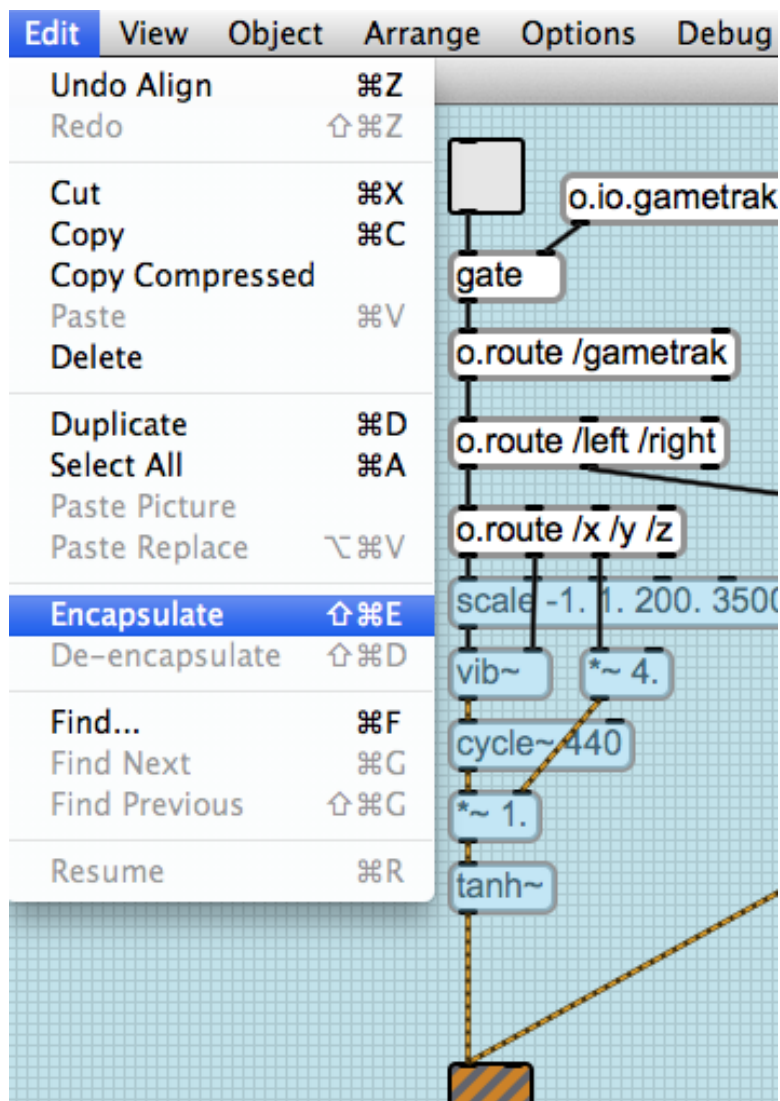 Edit View Object Arrange Options Debug
Undo Align ⌘Z
Redo ⇧⌘Z
Cut ⌘X
Copy ⌘C
Copy Compressed
Paste ⌘V
Delete
Duplicate ⌘D
Select All ⌘A
Paste Picture
Paste Replace ⌥⌘V
Encapsulate ⇧⌘E
De-encapsulate ⇧⌘D
Find... ⌘F
Find Next ⌘G
Find Previous ⇧⌘G
Resume ⌘R
o.io.gametrak
gate
o.route /gametrak
o.route /left /right
o.route /x /y /z
scale -1. 1. 200. 3500
vib~ *~ 4.
cycle~ 440
*~ 1.
tanh~